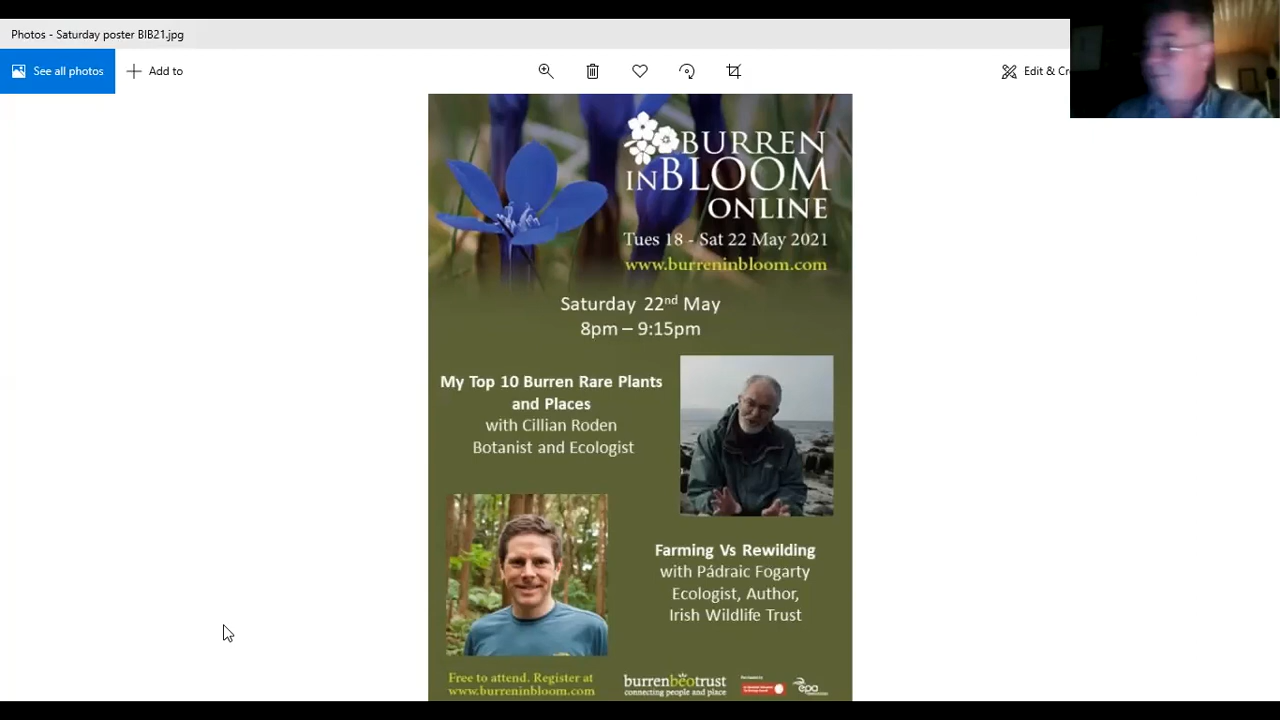 Photos - Saturday poster BIB21.jpg
See all photos
Add to
Edit & Cr
BURREN
IN BLOOM
ONLINE
Tues 18 - Sat 22 May 2021
www.burreninbloom.com
Saturday 22nd May
8pm – 9:15pm
My Top 10 Burren Rare Plants
and Places
with Cillian Roden
Botanist and Ecologist
Farming Vs Rewilding
with Pádraic Fogarty
Ecologist, Author,
Irish Wildlife Trust
Free to attend. Register at
www.burreninbloom.com
burrenbeotrust
connecting people and place
epa